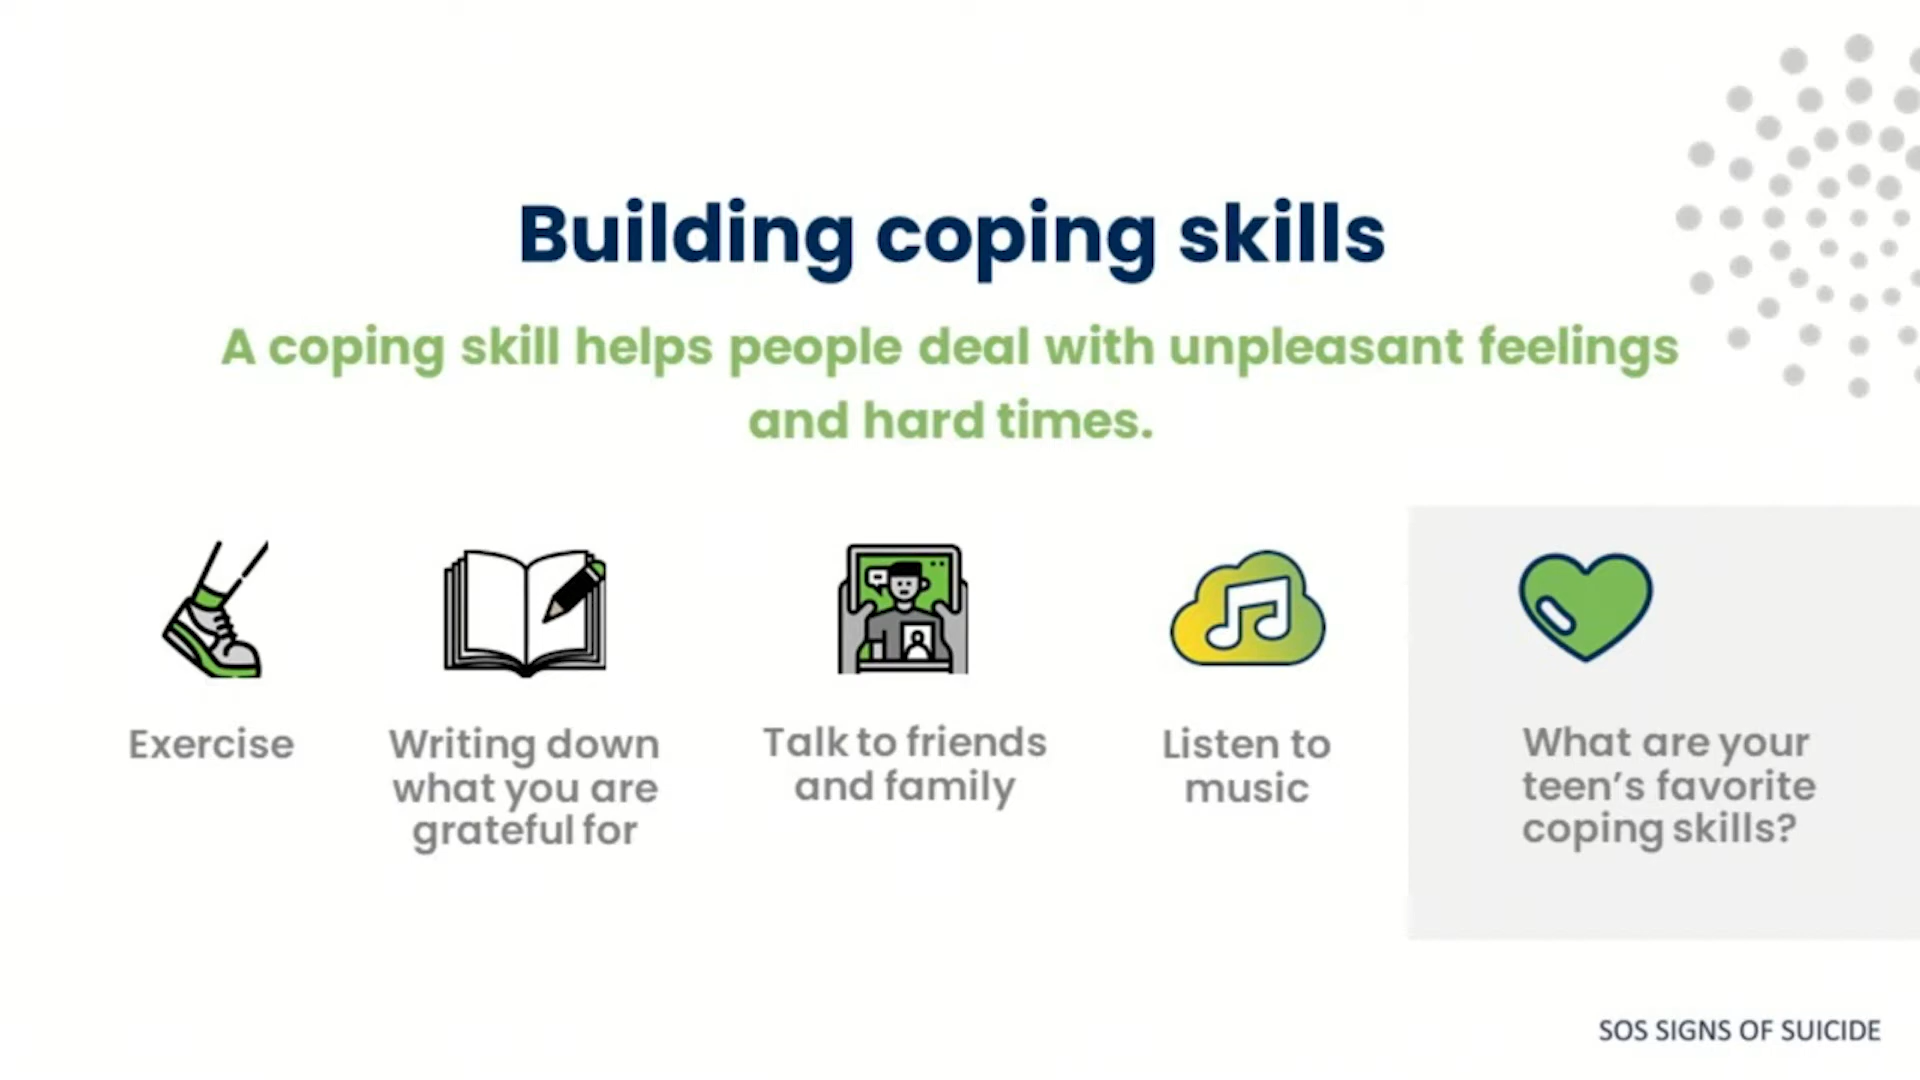 Building coping skills
A coping skill helps people deal with unpleasant feelings
and hard times.
Exercise
Writing down
what you are
grateful for
Talk to friends
and family
Listen to
music
What are your
teen’s favorite
coping skills?
SOS SIGNS OF SUICIDE